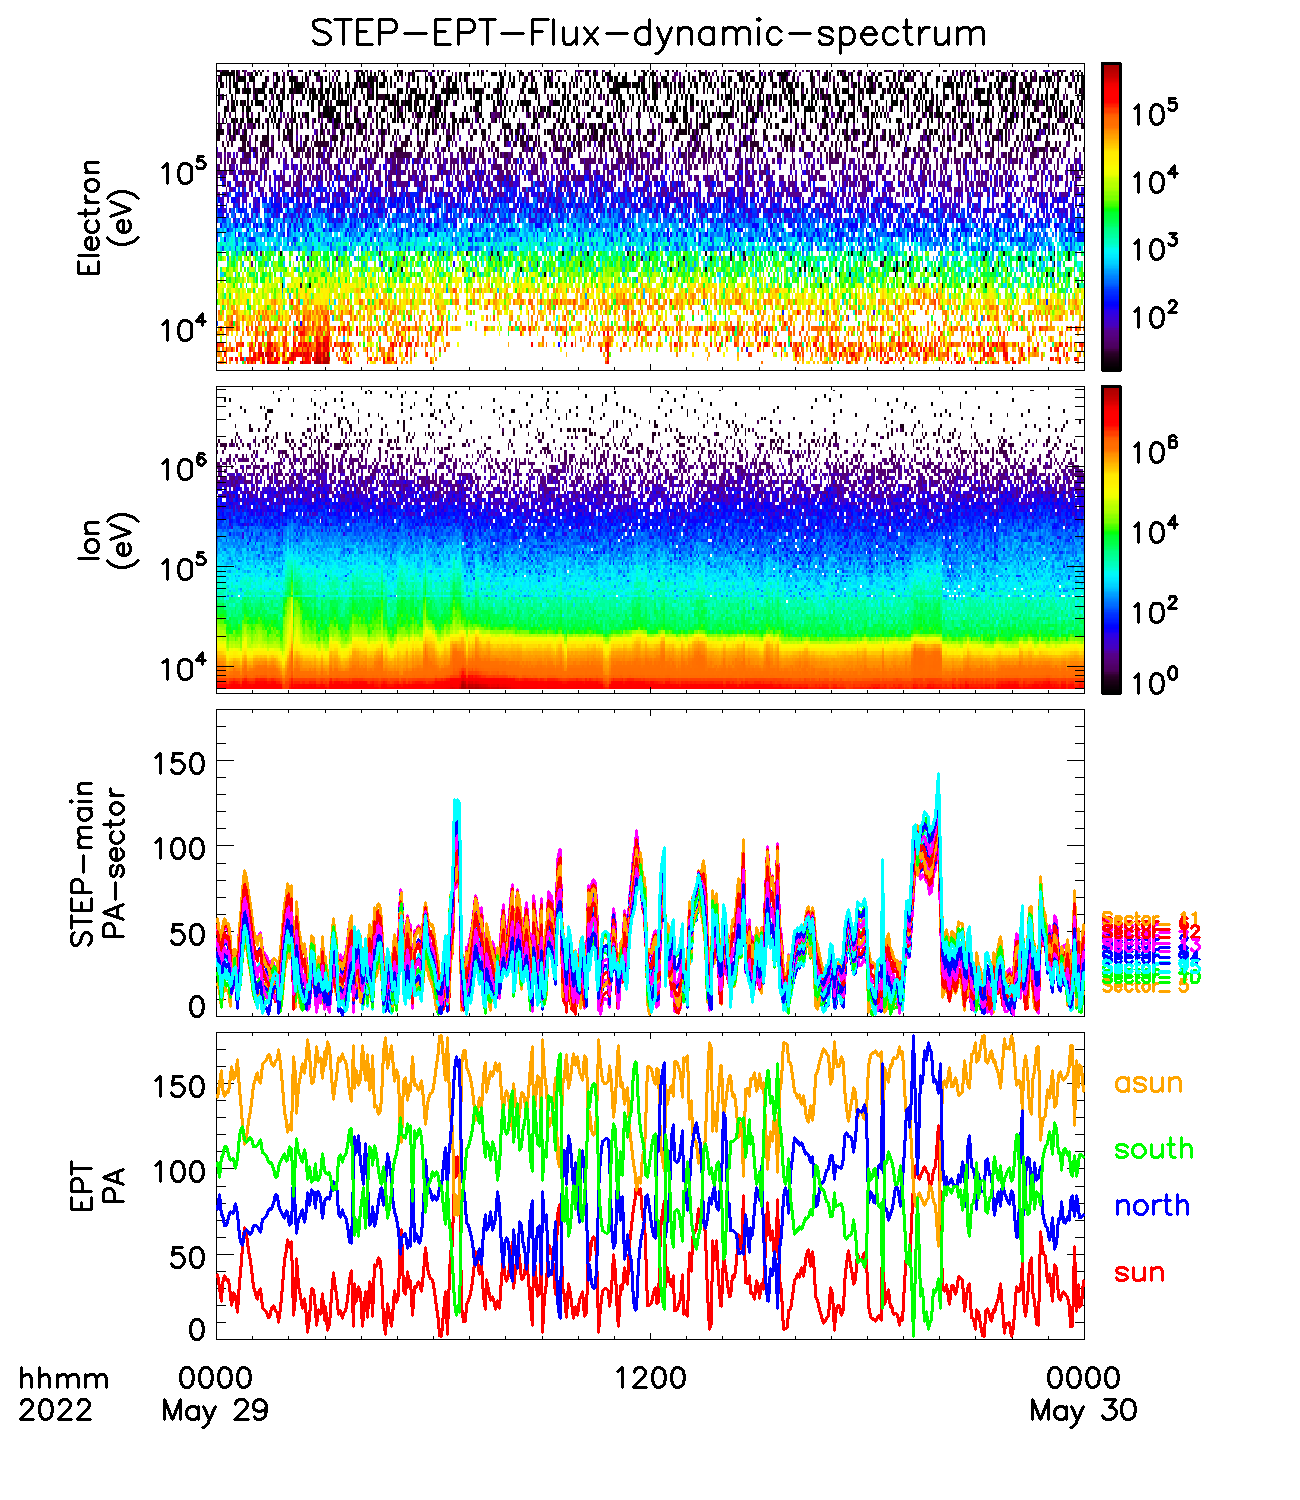 STEP-EPT-Flux-dynamic-spectrum
Electron
(eV)
10^5
10^4
10^5
10^4
10^3
10^2
Ion
(eV)
10^6
10^5
10^4
10^6
10^4
10^2
10^0
STEP-main
PA-sector
150
100
50
0
Sector_ 11
Sector_ 5
EPT
PA
150
100
50
0
asun
south
north
sun
hhmm
2022
0000
May 29
1200
0000
May 30